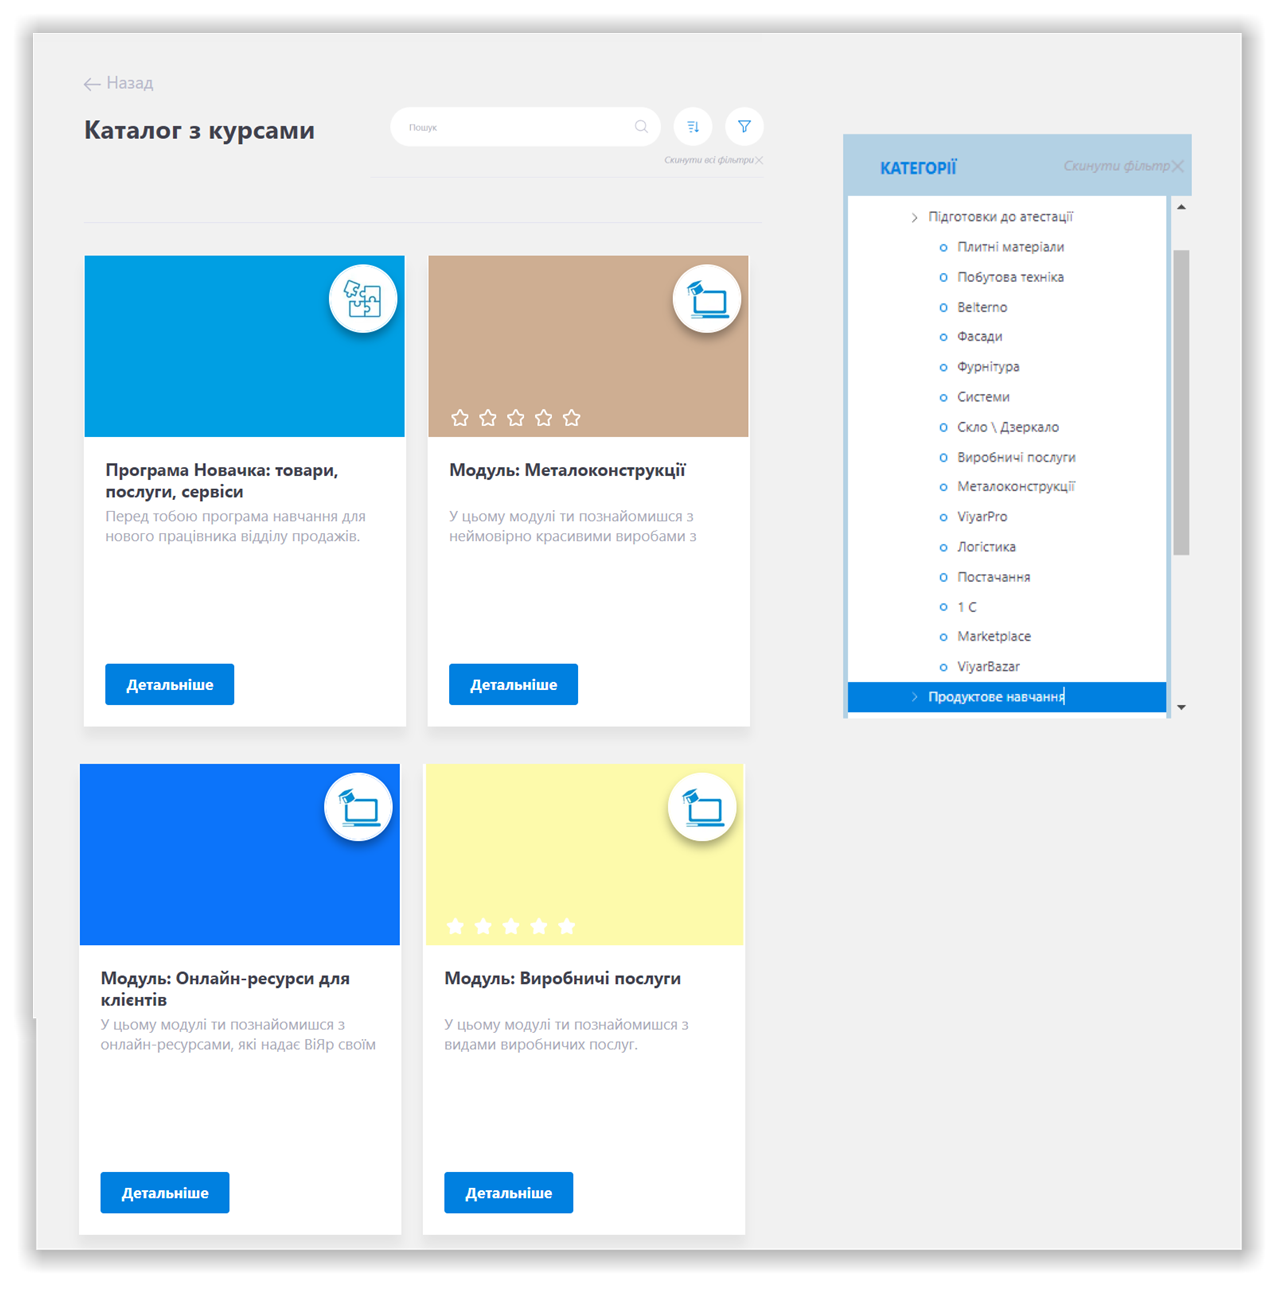 Назад
Каталог з курсами
Пошук
Скинути всі фільтри
Програма Новачка: товари,
послуги, сервіси
Перед тобою програма навчання для
нового працівника відділу продажів.
Детальніше
Модуль: Металоконструкції
У цьому модулі ти познайомишся з
неймовірно красивими виробами з
Детальніше
Модуль: Онлайн-ресурси для
клієнтів
У цьому модулі ти познайомишся з
онлайн-ресурсами, які надає ВіЯр своїм
Детальніше
Модуль: Виробничі послуги
У цьому модулі ти познайомишся з
видами виробничих послуг.
Детальніше
КАТЕГОРІЇ
Скинути фільтр
Підготовки до атестації
Плитні матеріали
Побутова техніка
Belterno
Фасади
Фурнітура
Системи
Скло \ Дзеркало
Виробничі послуги
Металоконструкції
ViyarPro
Логістика
Постачання
1 С
Marketplace
ViyarBazar
Продуктове навчання